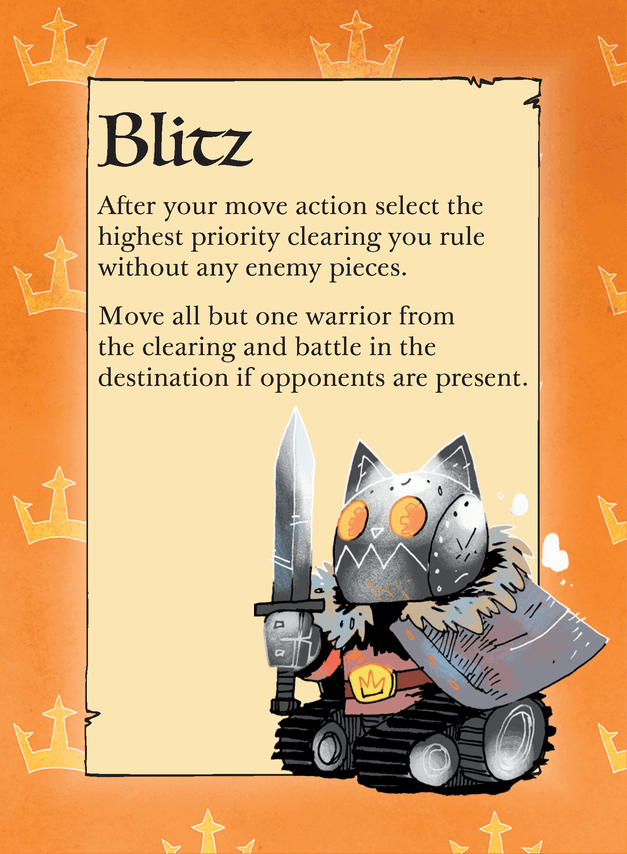 Blitz
After your move action select the
highest priority clearing you rule
without any enemy pieces.
Move all but one warrior from
the clearing and battle in the
destination if opponents are present.